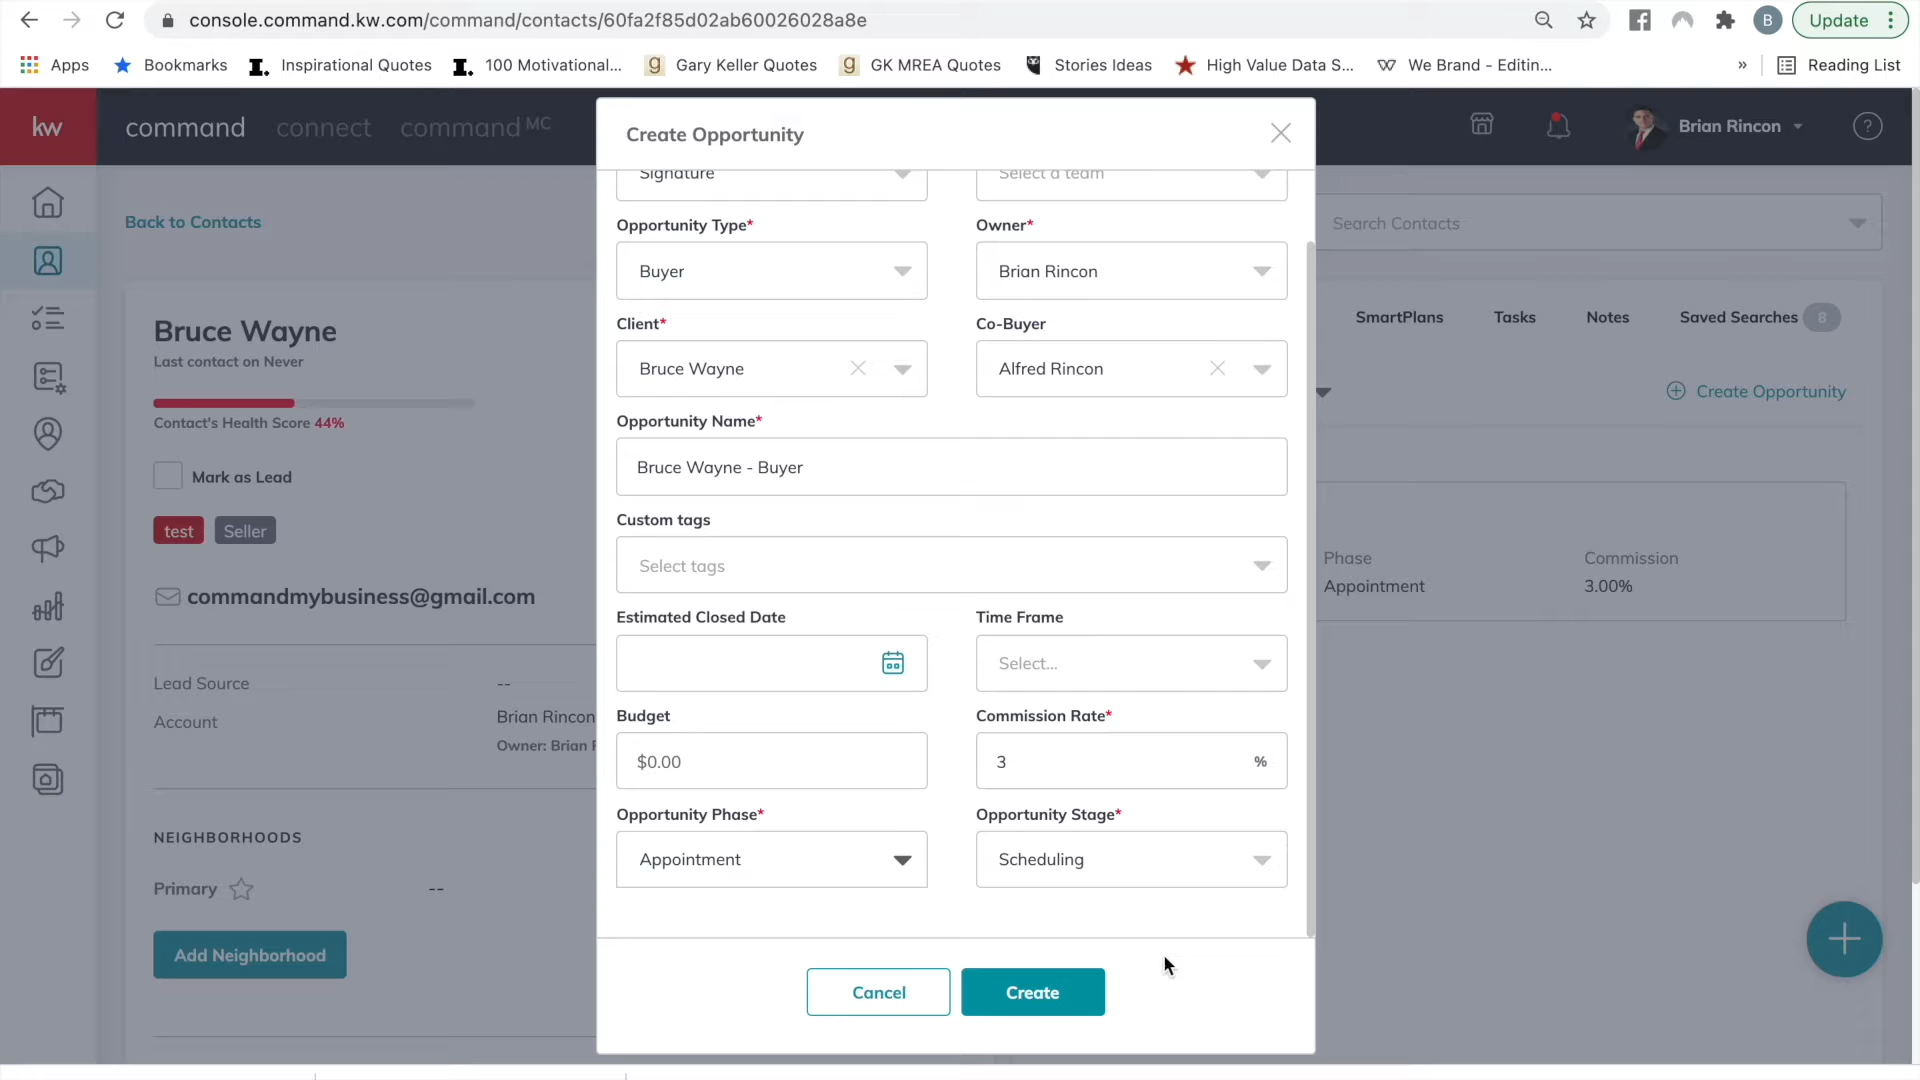 console.command.kw.com/command/contacts/60fa2f85d02ab60026028a8e
B
Update
Apps
Bookmarks
I. Inspirational Quotes
I. 100 Motivational...
g Gary Keller Quotes
g GK MREA Quotes
Stories Ideas
High Value Data S...
We Brand - Editin...
»
Reading List
kw
command
connect
command MC
Brian Rincon
?
Back to Contacts
Search Contacts
Bruce Wayne
Last contact on Never
Contact's Health Score 44%
Mark as Lead
test
Seller
commandmybusiness@gmail.com
Lead Source
--
Account
Brian Rincon
Owner: Brian
NEIGHBORHOODS
Primary
--
Add Neighborhood
Create Opportunity
Signature
Select a team
Opportunity Type*
Owner*
Buyer
Brian Rincon
Client*
Co-Buyer
Bruce Wayne
Alfred Rincon
Opportunity Name*
Bruce Wayne - Buyer
Custom tags
Select tags
Estimated Closed Date
Time Frame
Select...
Budget
Commission Rate*
$0.00
3
%
Opportunity Phase*
Opportunity Stage*
Appointment
Scheduling
Cancel
Create
SmartPlans
Tasks
Notes
Saved Searches 8
Create Opportunity
Phase
Commission
Appointment
3.00%